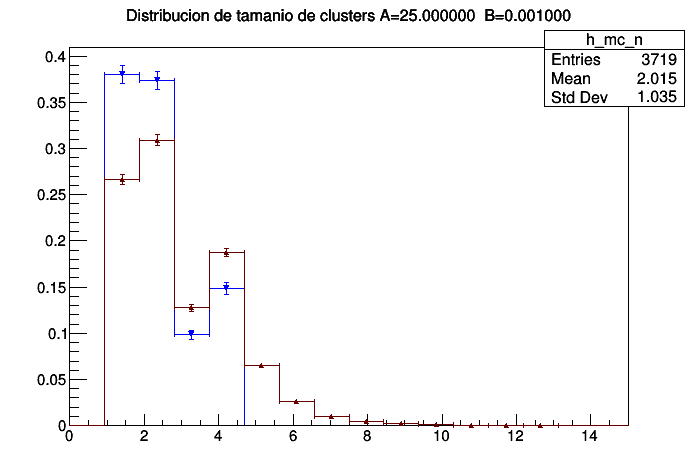 Distribucion de tamanio de clusters A=25.000000 B=0.001000
h_mc_n
Entries 3719
Mean 2.015
Std Dev 1.035
0.4
0.35
0.3
0.25
0.2
0.15
0.1
0.05
0
0 2 4 6 8 10 12 14